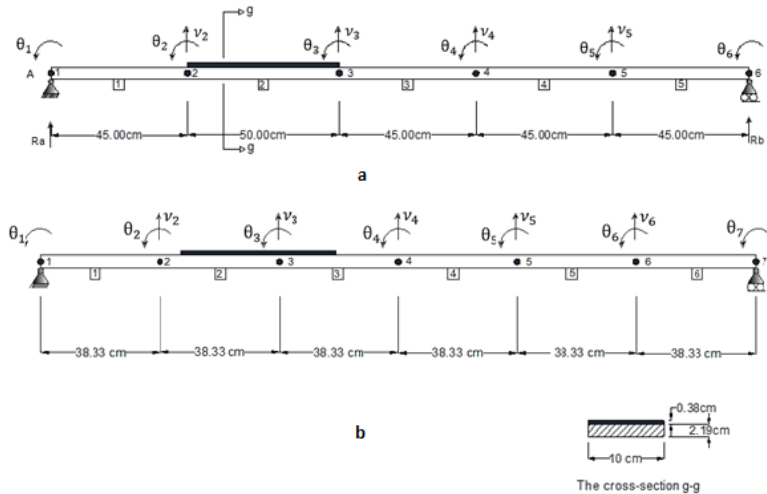 g
θ1 θ2 ν2 θ3 ν3 θ4 ν4 θ5 ν5 θ6
A 1 2 3 4 5 6
1 2 3 4 5
45.00cm 50.00cm 45.00cm 45.00cm 45.00cm
Ra g Rb
a
θ1 θ2 ν2 θ3 ν3 θ4 ν4 θ5 ν5 θ6 ν6 θ7
1 2 3 4 5 6 7
1 2 3 4 5 6
38.33 cm 38.33 cm 38.33 cm 38.33 cm 38.33 cm 38.33 cm
b
0.38cm
2.19cm
10 cm
The cross-section g-g